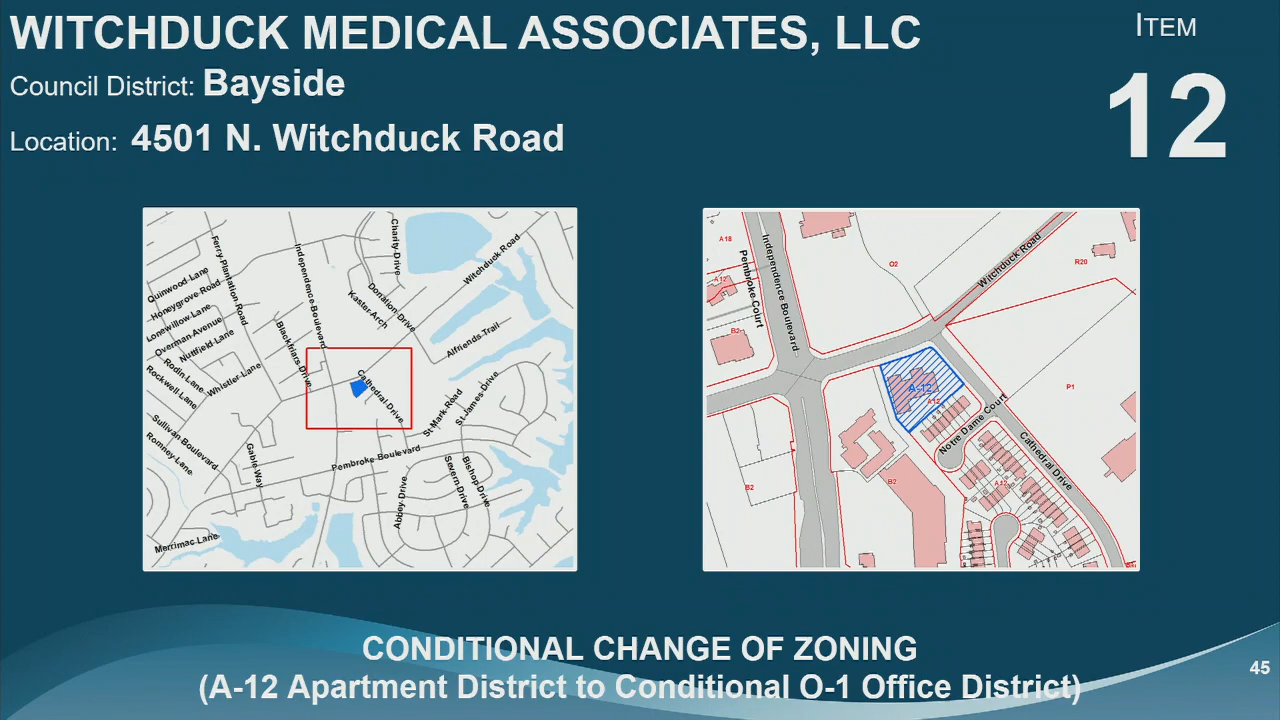 WITCHDUCK MEDICAL ASSOCIATES, LLC
ITEM
12
Council District: Bayside
Location: 4501 N. Witchduck Road
Ferry Plantation Road
Quinwood Lane
Honeygrove Road
Lonewillow Lane
Overman Avenue
Nuttfield Lane
Rodin Lane
Rockwell Lane
Whistler Lane
Sullivan Boulevard
Romney Lane
Gable Way
Merrimac Lane
Independence Boulevard
Blackfriars Drive
Charity Drive
Donation Drive
Kaster Arch
Witchduck Road
Alfriends Trail
Cathedral Drive
St Mark Road
St James Drive
Pembroke Boulevard
Abbey Drive
Severn Drive
Bishop Drive
A18
Pembroke Court
Independence Boulevard
O2
Witchduck Road
R20
A12
B2
A-12
A12
P1
Notre Dame Court
Cathedral Drive
B2
B2
A12
CONDITIONAL CHANGE OF ZONING
(A-12 Apartment District to Conditional O-1 Office District)
45